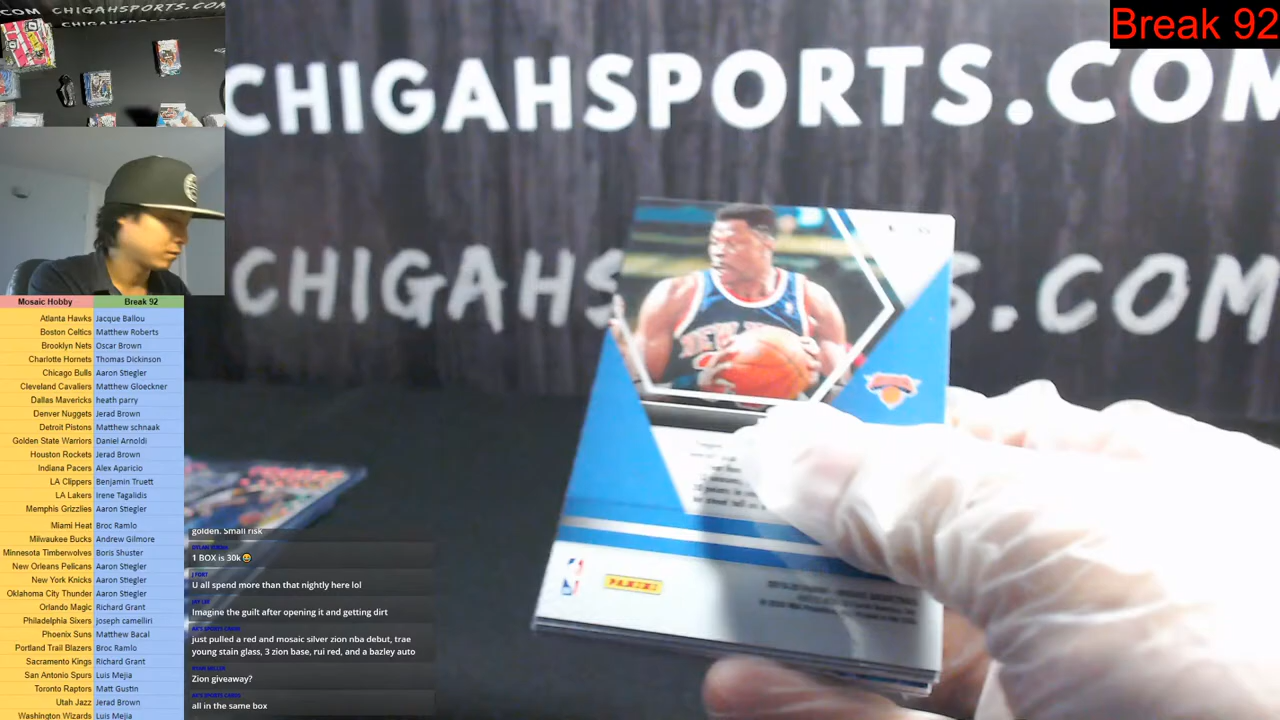 Break 92
CHIGAHSPORTS.COM
CHIGAHSPORTS.COM
CHIGAHS
S.COM
NEW YORK
PANINI
Mosaic Hobby Break 92
Atlanta Hawks Jacque Ballou
Boston Celtics Matthew Roberts
Brooklyn Nets Oscar Brown
Charlotte Hornets Thomas Dickinson
Chicago Bulls Aaron Stiegler
Cleveland Cavaliers Matthew Gloeckner
Dallas Mavericks heath parry
Denver Nuggets Jerad Brown
Detroit Pistons Matthew schnaak
Golden State Warriors Daniel Arnoldi
Houston Rockets Jerad Brown
Indiana Pacers Alex Aparicio
LA Clippers Benjamin Truett
LA Lakers Irene Tagalidis
Memphis Grizzlies Aaron Stiegler
Miami Heat Broc Ramlo
Milwaukee Bucks Andrew Gilmore
Minnesota Timberwolves Boris Shuster
New Orleans Pelicans Aaron Stiegler
New York Knicks Aaron Stiegler
Oklahoma City Thunder Aaron Stiegler
Orlando Magic Richard Grant
Philadelphia Sixers joseph camelliri
Phoenix Suns Matthew Bacal
Portland Trail Blazers Broc Ramlo
Sacramento Kings Richard Grant
San Antonio Spurs Luis Mejia
Toronto Raptors Matt Gustin
Utah Jazz Jerad Brown
Washington Wizards Luis Mejia
golden. Small risk
1 BOX is 30k 😅
U all spend more than that nightly here lol
Imagine the guilt after opening it and getting dirt
just pulled a red and mosaic silver zion nba debut, trae
young stain glass, 3 zion base, rui red, and a bazley auto
Zion giveaway?
all in the same box